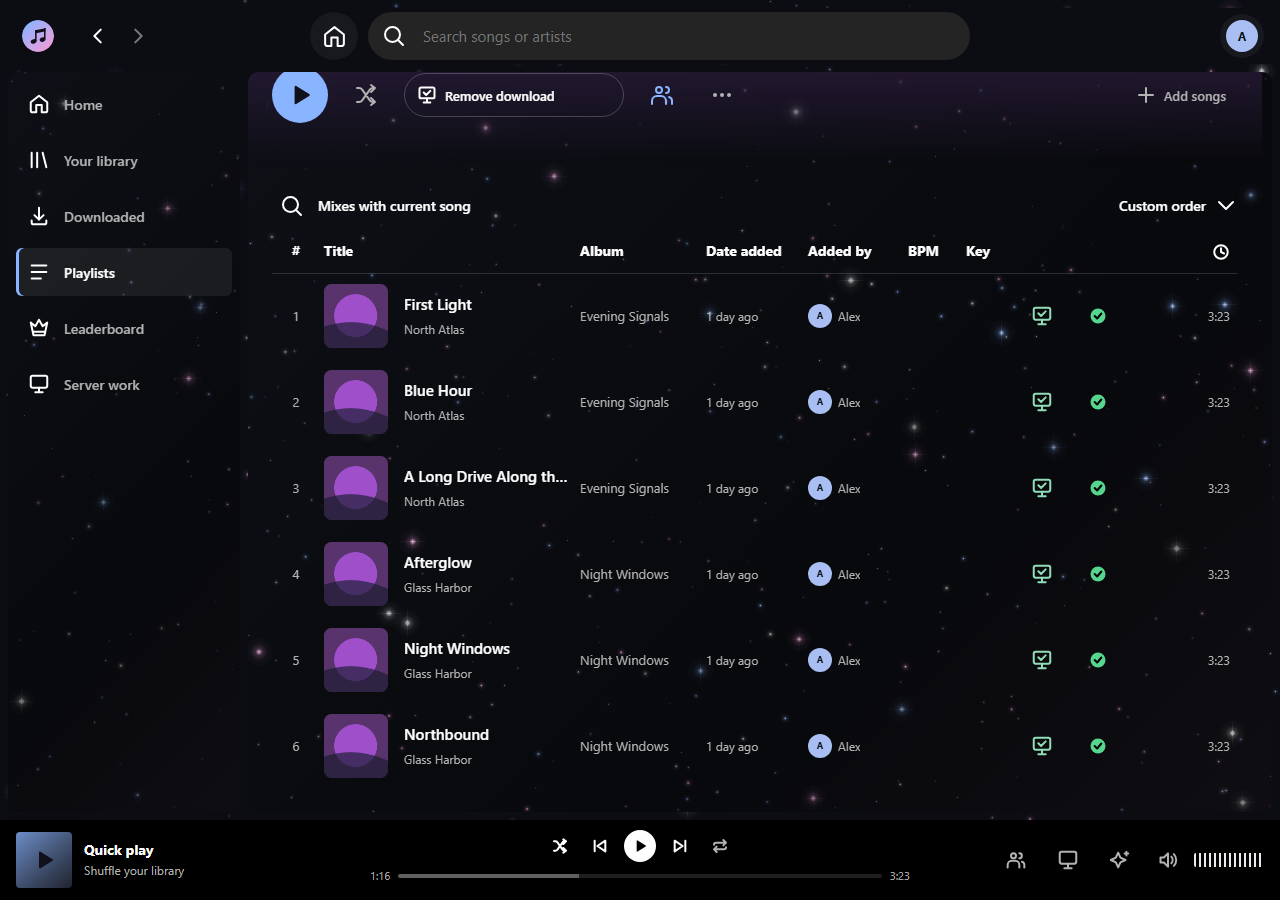 Search songs or artists
A
Home
Your library
Downloaded
Playlists
Leaderboard
Server work
Remove download
Add songs
Mixes with current song
Custom order
# Title Album Date added Added by BPM Key
1 First Light North Atlas Evening Signals 1 day ago A Alex 3:23
2 Blue Hour North Atlas Evening Signals 1 day ago A Alex 3:23
3 A Long Drive Along th... North Atlas Evening Signals 1 day ago A Alex 3:23
4 Afterglow Glass Harbor Night Windows 1 day ago A Alex 3:23
5 Night Windows Glass Harbor Night Windows 1 day ago A Alex 3:23
6 Northbound Glass Harbor Night Windows 1 day ago A Alex 3:23
Quick play
Shuffle your library
1:16
3:23